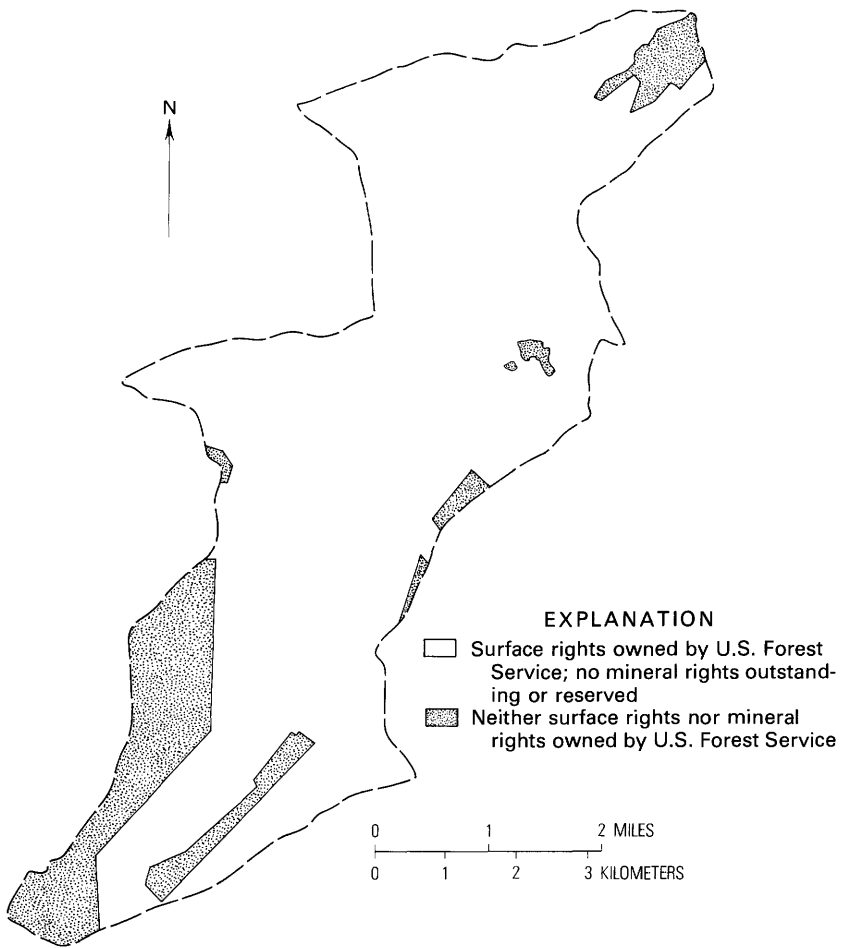 N
EXPLANATION
Surface rights owned by U.S. Forest
Service; no mineral rights outstand-
ing or reserved
Neither surface rights nor mineral
rights owned by U.S. Forest Service
0 1 2 MILES
0 1 2 3 KILOMETERS